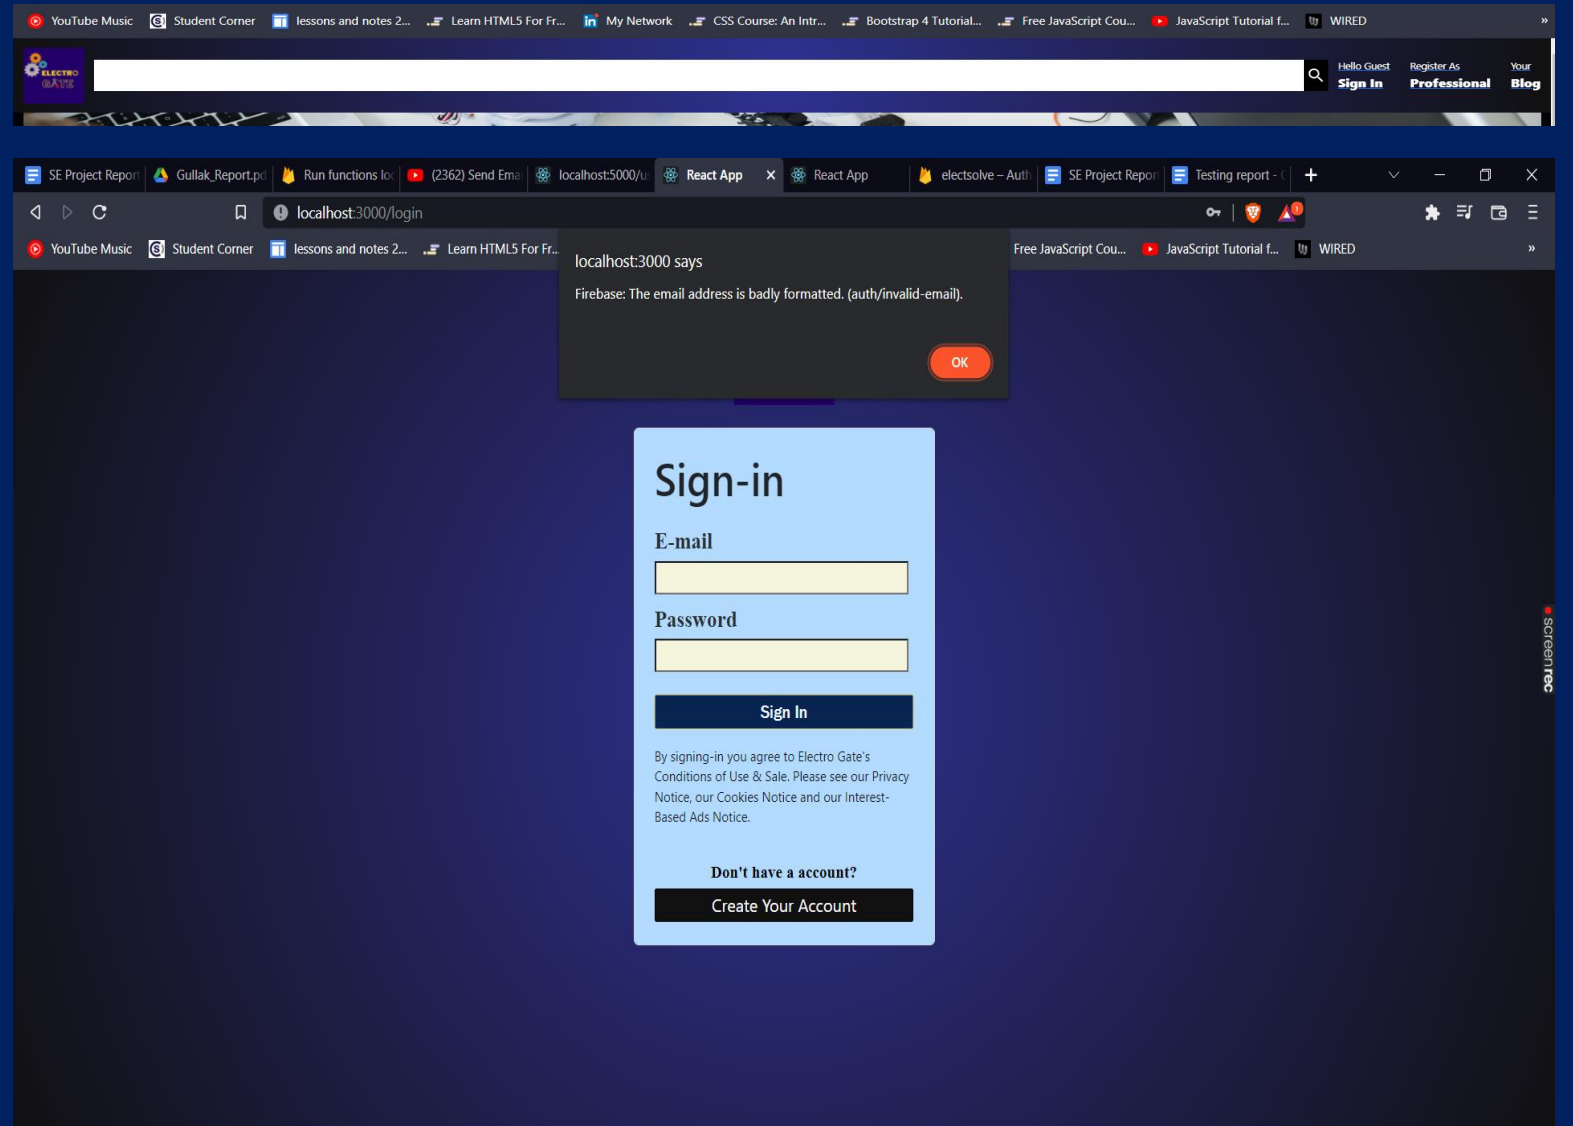 YouTube Music Student Corner lessons and notes 2... Learn HTML5 For Fr... My Network CSS Course: An Intr... Bootstrap 4 Tutorial... Free JavaScript Cou... JavaScript Tutorial f... WIRED »
ELECTRO
GATE
Hello Guest Register As Your
Sign In Professional Blog
SE Project Report Gullak_Report.pd Run functions loc (2362) Send Emai localhost:5000/u React App React App electsolve – Auth SE Project Report Testing report -
localhost:3000/login
YouTube Music Student Corner lessons and notes 2... Learn HTML5 For Fr... Free JavaScript Cou... JavaScript Tutorial f... WIRED »
localhost:3000 says
Firebase: The email address is badly formatted. (auth/invalid-email).
OK
Sign-in
E-mail
Password
Sign In
By signing-in you agree to Electro Gate's
Conditions of Use & Sale. Please see our Privacy
Notice, our Cookies Notice and our Interest-
Based Ads Notice.
Don't have a account?
Create Your Account
screenrec